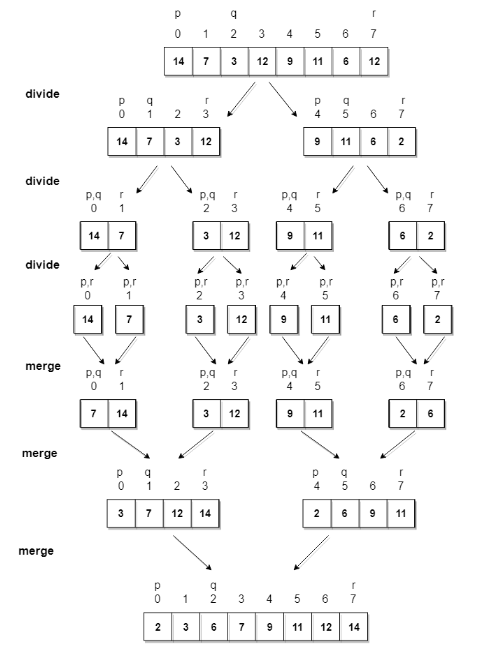 p q r
0 1 2 3 4 5 6 7
14 7 3 12 9 11 6 12
divide
p q r p q r
0 1 2 3 4 5 6 7
14 7 3 12 9 11 6 2
divide
p,q r p,q r p,q r p,q r
0 1 2 3 4 5 6 7
14 7 3 12 9 11 6 2
divide
p,r p,r p,r p,r p,r p,r p,r p,r
0 1 2 3 4 5 6 7
14 7 3 12 9 11 6 2
merge
p,q r p,q r p,q r p,q r
0 1 2 3 4 5 6 7
7 14 3 12 9 11 2 6
merge
p q r p q r
0 1 2 3 4 5 6 7
3 7 12 14 2 6 9 11
merge
p q r
0 1 2 3 4 5 6 7
2 3 6 7 9 11 12 14